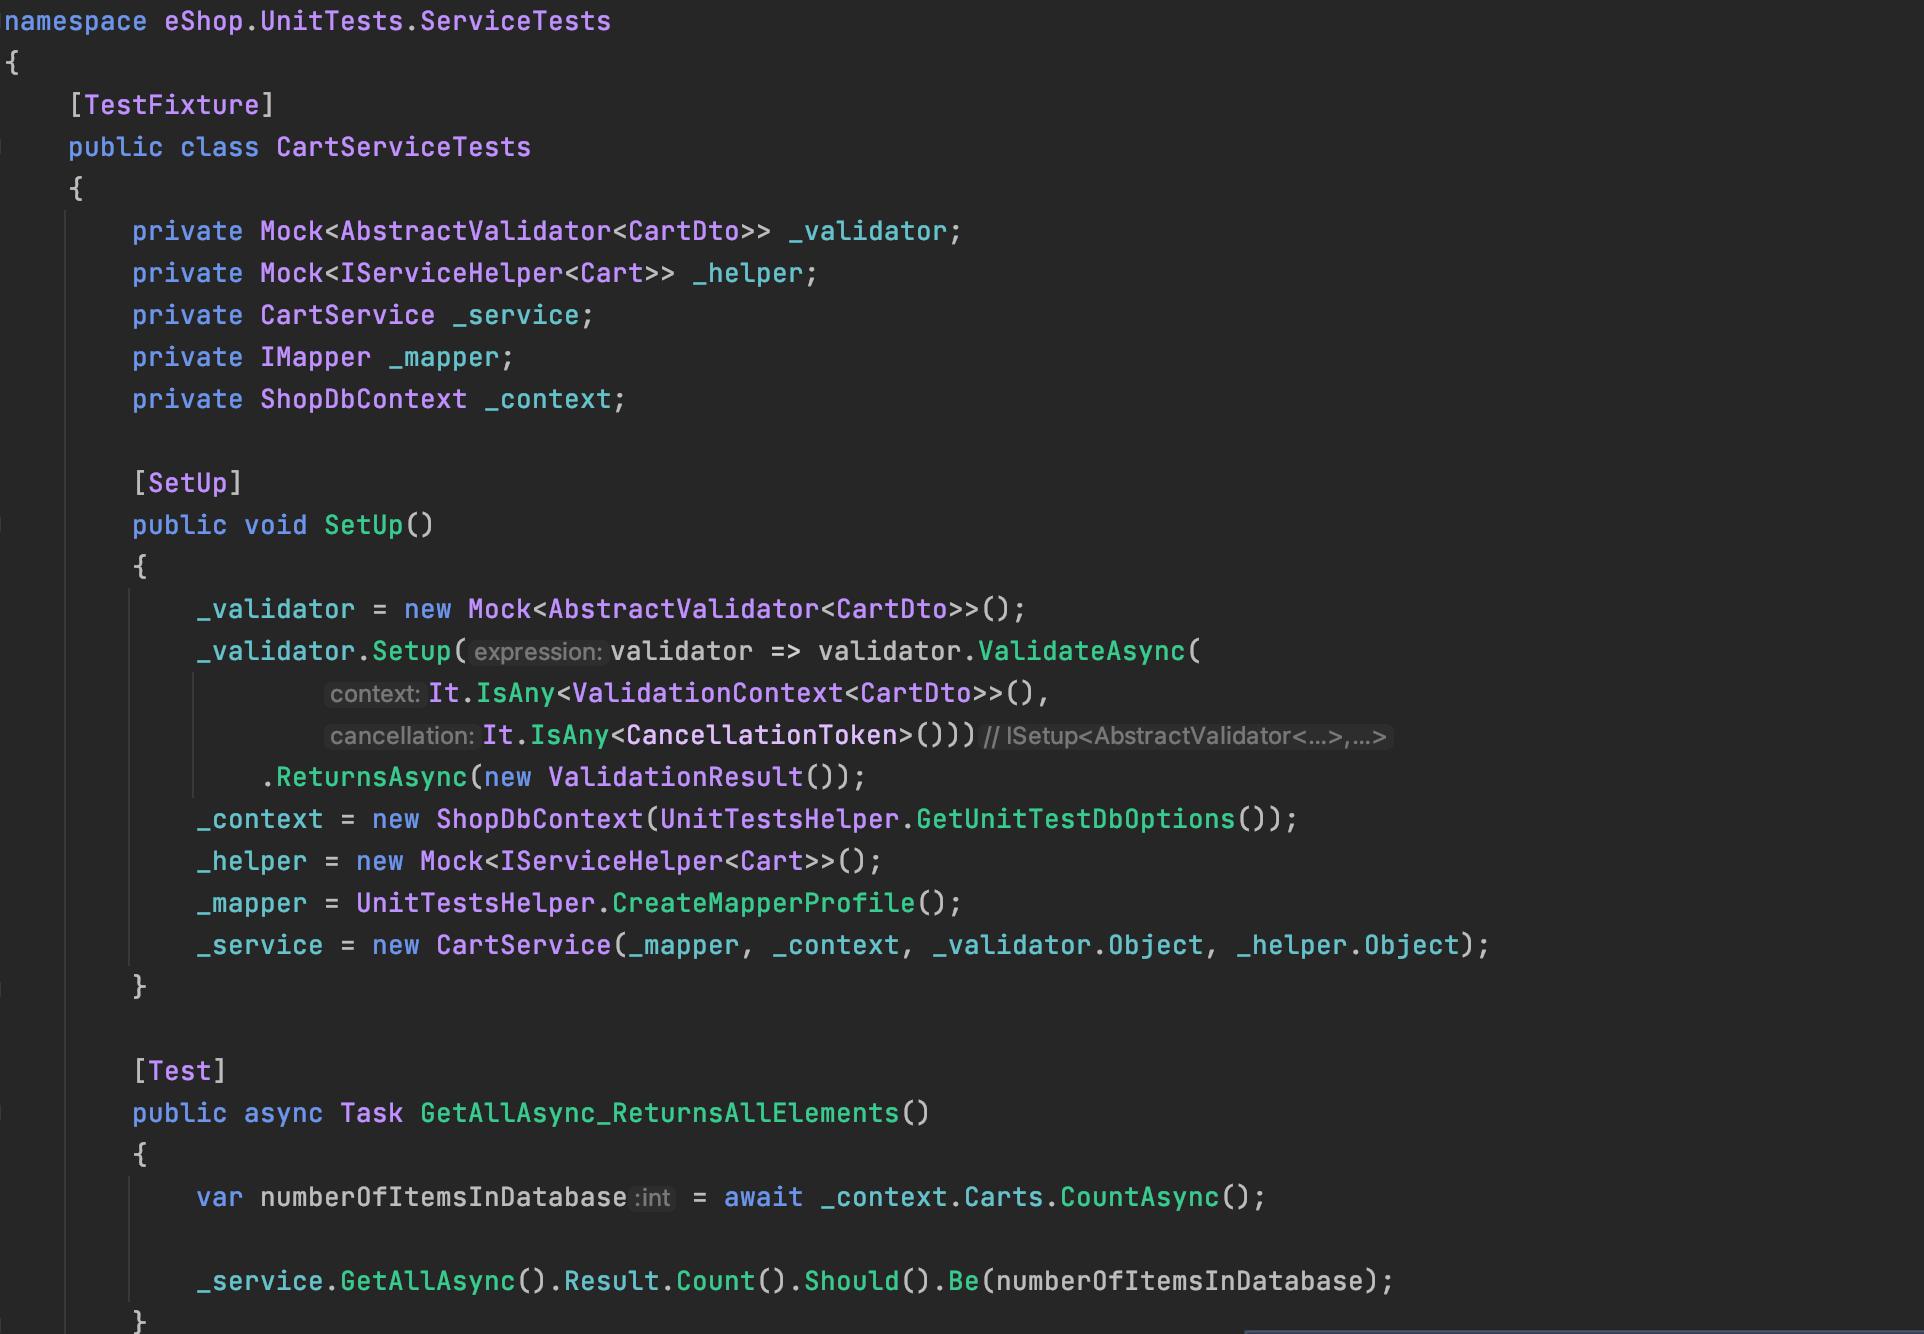 namespace eShop.UnitTests.ServiceTests
{
[TestFixture]
public class CartServiceTests
{
private Mock<AbstractValidator<CartDto>> _validator;
private Mock<IServiceHelper<Cart>> _helper;
private CartService _service;
private IMapper _mapper;
private ShopDbContext _context;
[SetUp]
public void SetUp()
{
_validator = new Mock<AbstractValidator<CartDto>>();
_validator.Setup(expression: validator => validator.ValidateAsync(
context: It.IsAny<ValidationContext<CartDto>>(),
cancellation: It.IsAny<CancellationToken>())) // ISetup<AbstractValidator<...>,...>
.ReturnsAsync(new ValidationResult());
_context = new ShopDbContext(UnitTestsHelper.GetUnitTestDbOptions());
_helper = new Mock<IServiceHelper<Cart>>();
_mapper = UnitTestsHelper.CreateMapperProfile();
_service = new CartService(_mapper, _context, _validator.Object, _helper.Object);
}
[Test]
public async Task GetAllAsync_ReturnsAllElements()
{
var numberOfItemsInDatabase :int = await _context.Carts.CountAsync();
_service.GetAllAsync().Result.Count().Should().Be(numberOfItemsInDatabase);
}